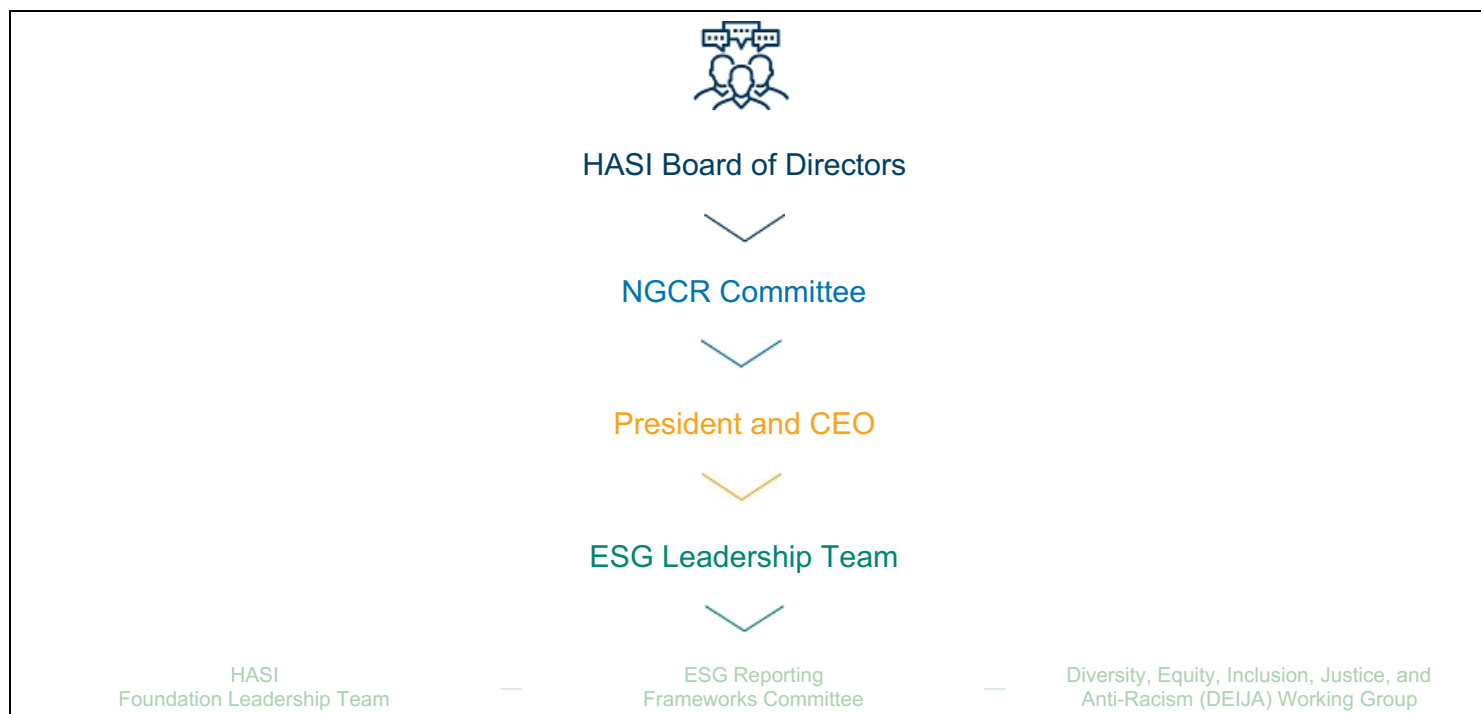 HASI Board of Directors
NGCR Committee
President and CEO
ESG Leadership Team
HASI
Foundation Leadership Team
ESG Reporting
Frameworks Committee
Diversity, Equity, Inclusion, Justice, and
Anti-Racism (DEIJA) Working Group